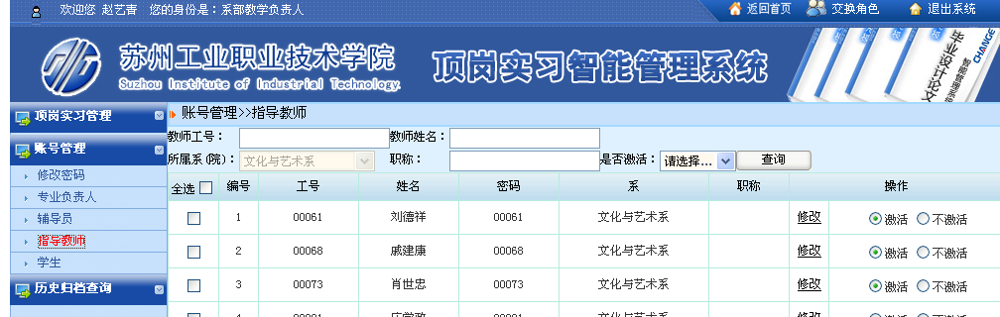 欢迎您 赵艺青 您的身份是：系部教学负责人
返回首页 交换角色 退出系统
苏州工业职业技术学院
Suzhou Institute of Industrial Technology.
顶岗实习智能管理系统
毕业设计论文
智能管理系统
CHANGE
顶岗实习管理
账号管理
修改密码
专业负责人
辅导员
指导教师
学生
历史归档查询
账号管理>>指导教师
教师工号： 教师姓名：
所属系(院)： 文化与艺术系 职称： 是否激活： 请选择... 查询
全选 编号 工号 姓名 密码 系 职称 操作
1 00061 刘德祥 00061 文化与艺术系 修改 激活 不激活
2 00068 戚建康 00068 文化与艺术系 修改 激活 不激活
3 00073 肖世忠 00073 文化与艺术系 修改 激活 不激活